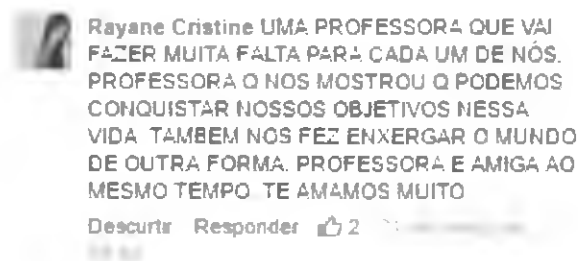 Rayane Cristine UMA PROFESSORA QUE VAI
FAZER MUITA FALTA PARA CADA UM DE NÓS.
PROFESSORA Q NOS MOSTROU Q PODEMOS
CONQUISTAR NOSSOS OBJETIVOS NESSA
VIDA TAMBEM NOS FEZ ENXERGAR O MUNDO
DE OUTRA FORMA. PROFESSORA E AMIGA AO
MESMO TEMPO TE AMAMOS MUITO
Descurtir Responder 2